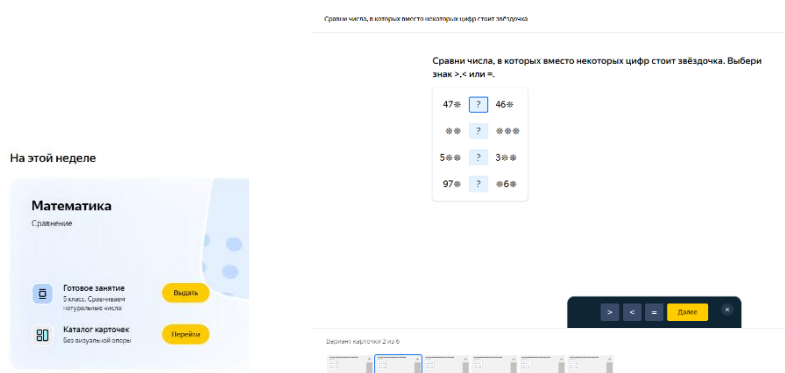 Сравни числа, в которых вместо некоторых цифр стоит звёздочка
Сравни числа, в которых вместо некоторых цифр стоит звёздочка. Выбери
знак >,< или =.
47* ? 46*
** ? ***
5** ? 3**
97* ? *6*
На этой неделе
Математика
Сравнение
Готовое занятие
5 класс. Сравниваем
натуральные числа
Выдать
Каталог карточек
Без визуальной опоры
Перейти
> < = Далее ×
Вариант карточки 2 из 6